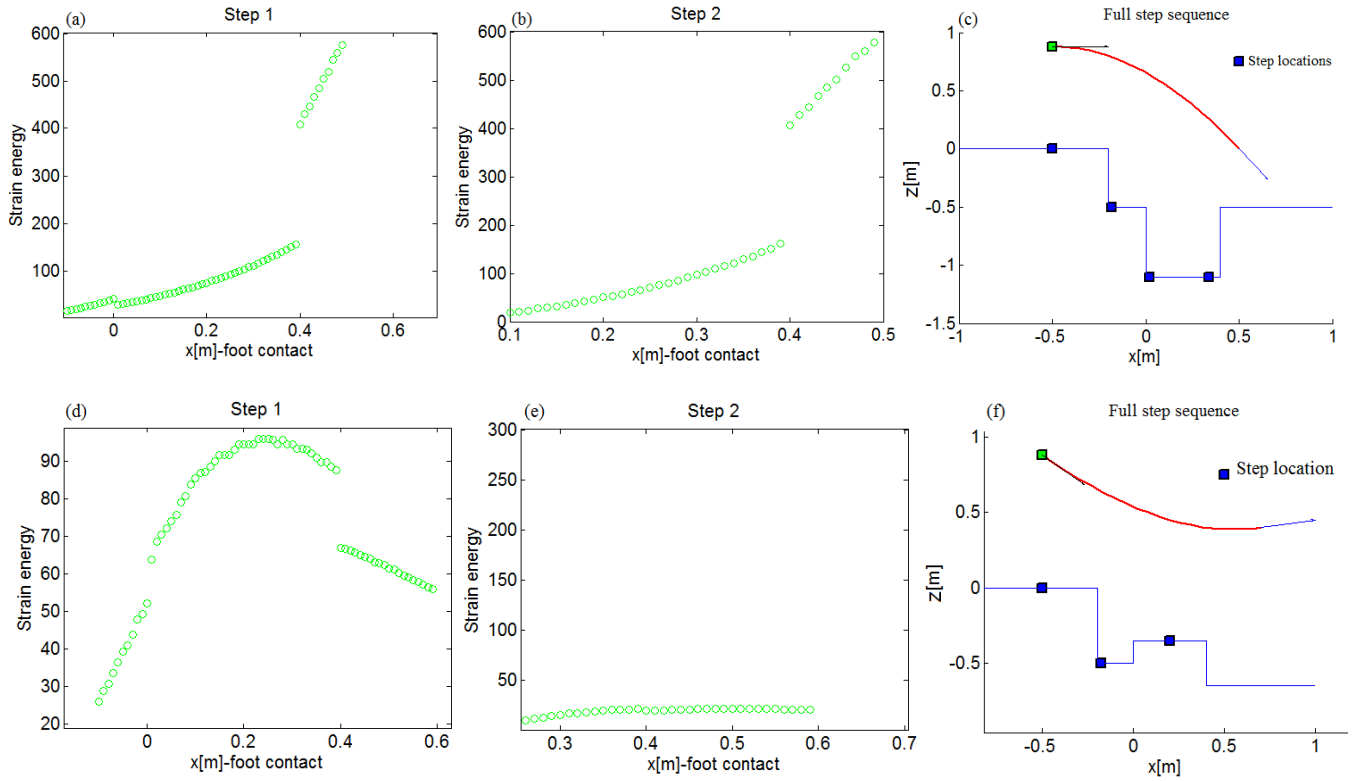 (a) Step 1
600
500
400
300
200
100
0 0.2 0.4 0.6
Strain energy
x[m]-foot contact
(b) Step 2
600
500
400
300
200
100
0
0.1 0.2 0.3 0.4 0.5
Strain energy
x[m]-foot contact
(c) Full step sequence
Step locations
1
0.5
0
-0.5
-1
-1.5
-1 -0.5 0 0.5 1
Z[m]
x[m]
(d) Step 1
90
80
70
60
50
40
30
20
0 0.2 0.4 0.6
Strain energy
x[m]-foot contact
(e) Step 2
300
250
200
150
100
50
0.3 0.4 0.5 0.6 0.7
Strain energy
x[m]-foot contact
(f) Full step sequence
Step location
1
0.5
0
-0.5
-0.5 0 0.5 1
Z[m]
x[m]